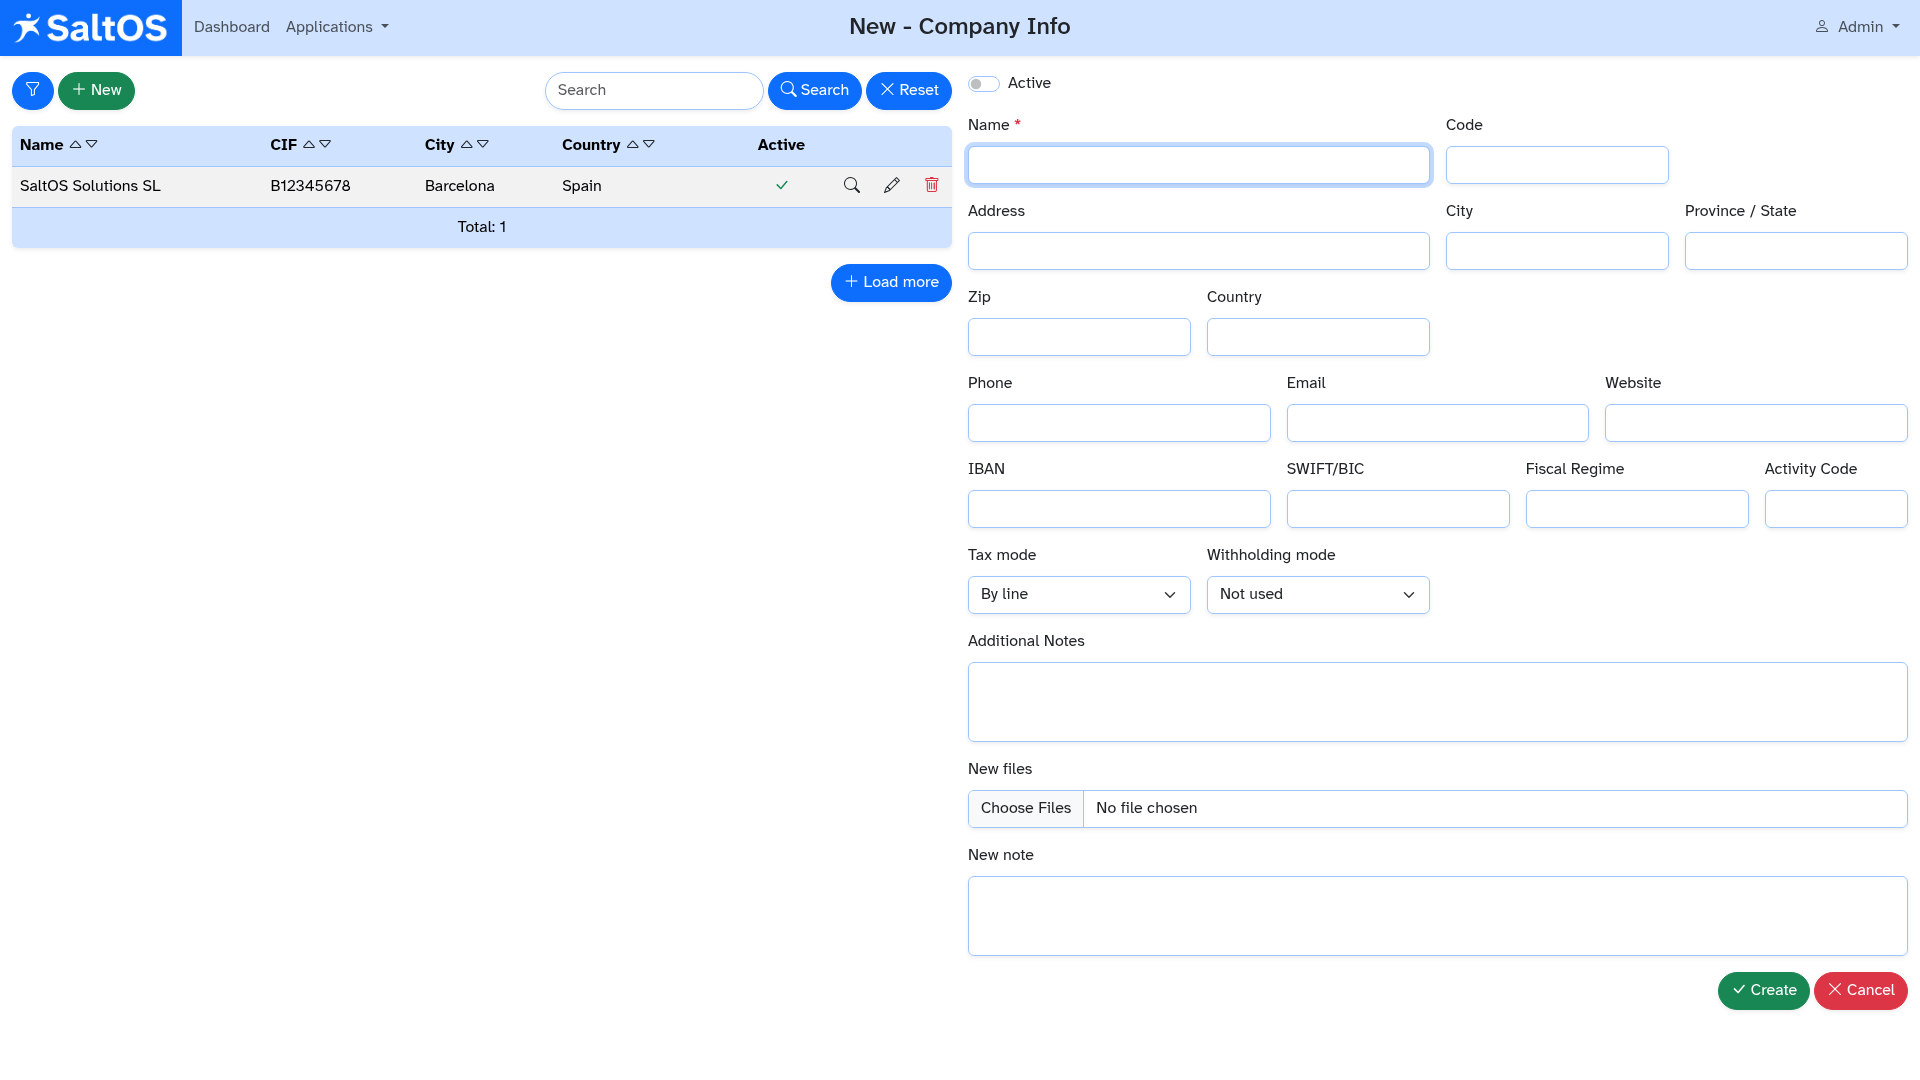 SaltOS Dashboard Applications New - Company Info Admin
New Search Search Reset
Name CIF City Country Active
SaltOS Solutions SL B12345678 Barcelona Spain
Total: 1
Load more
Active
Name * Code
Address City Province / State
Zip Country
Phone Email Website
IBAN SWIFT/BIC Fiscal Regime Activity Code
Tax mode Withholding mode
By line Not used
Additional Notes
New files
Choose Files No file chosen
New note
Create Cancel